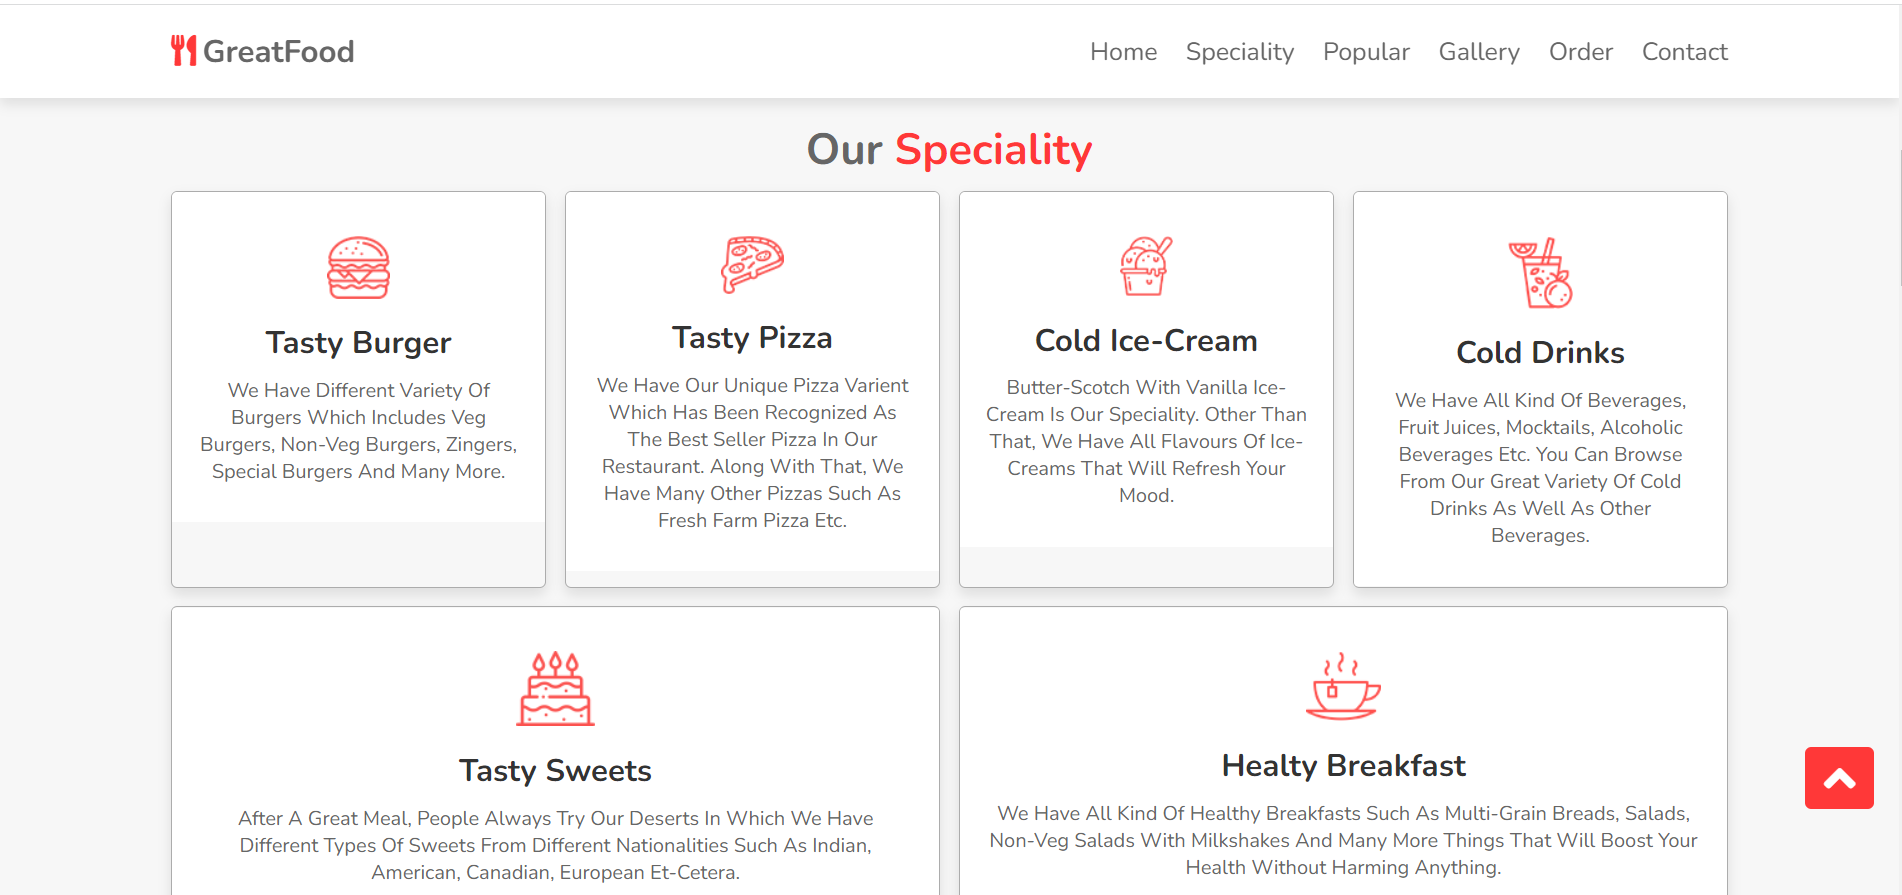 GreatFood
Home Speciality Popular Gallery Order Contact
Our Speciality
Tasty Burger
We Have Different Variety Of
Burgers Which Includes Veg
Burgers, Non-Veg Burgers, Zingers,
Special Burgers And Many More.
Tasty Pizza
We Have Our Unique Pizza Varient
Which Has Been Recognized As
The Best Seller Pizza In Our
Restaurant. Along With That, We
Have Many Other Pizzas Such As
Fresh Farm Pizza Etc.
Cold Ice-Cream
Butter-Scotch With Vanilla Ice-
Cream Is Our Speciality. Other Than
That, We Have All Flavours Of Ice-
Creams That Will Refresh Your
Mood.
Cold Drinks
We Have All Kind Of Beverages,
Fruit Juices, Mocktails, Alcoholic
Beverages Etc. You Can Browse
From Our Great Variety Of Cold
Drinks As Well As Other
Beverages.
Tasty Sweets
After A Great Meal, People Always Try Our Deserts In Which We Have
Different Types Of Sweets From Different Nationalities Such As Indian,
American, Canadian, European Et-Cetera.
Healty Breakfast
We Have All Kind Of Healthy Breakfasts Such As Multi-Grain Breads, Salads,
Non-Veg Salads With Milkshakes And Many More Things That Will Boost Your
Health Without Harming Anything.